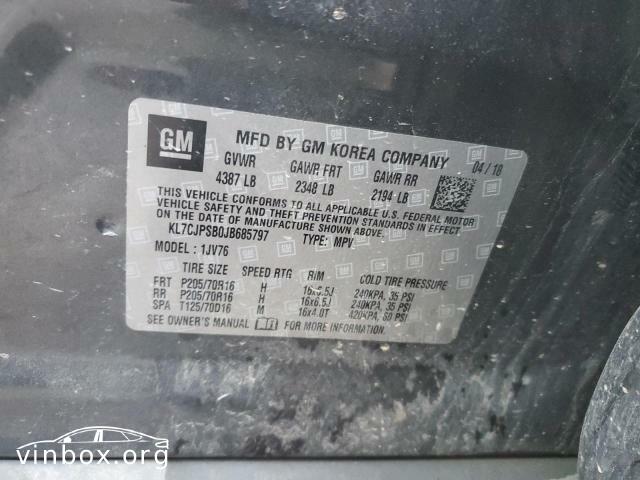 GM
MFD BY GM KOREA COMPANY 04/18
GVWR GAWR FRT GAWR RR
4387 LB 2348 LB 2194 LB
THIS VEHICLE CONFORMS TO ALL APPLICABLE U.S. FEDERAL MOTOR
VEHICLE SAFETY AND THEFT PREVENTION STANDARDS IN EFFECT
ON THE DATE OF MANUFACTURE SHOWN ABOVE.
KL7CJPSB0JB685797 TYPE: MPV
MODEL: 1JV76
TIRE SIZE SPEED RTG RIM COLD TIRE PRESSURE
FRT P205/70R16 H 16x6.5J 240KPA, 35 PSI
RR P205/70R16 H 16x6.5J 240KPA, 35 PSI
SPA T125/70D16 M 16x4.0T 420KPA, 60 PSI
SEE OWNER'S MANUAL FOR MORE INFORMATION.
vinbox.org